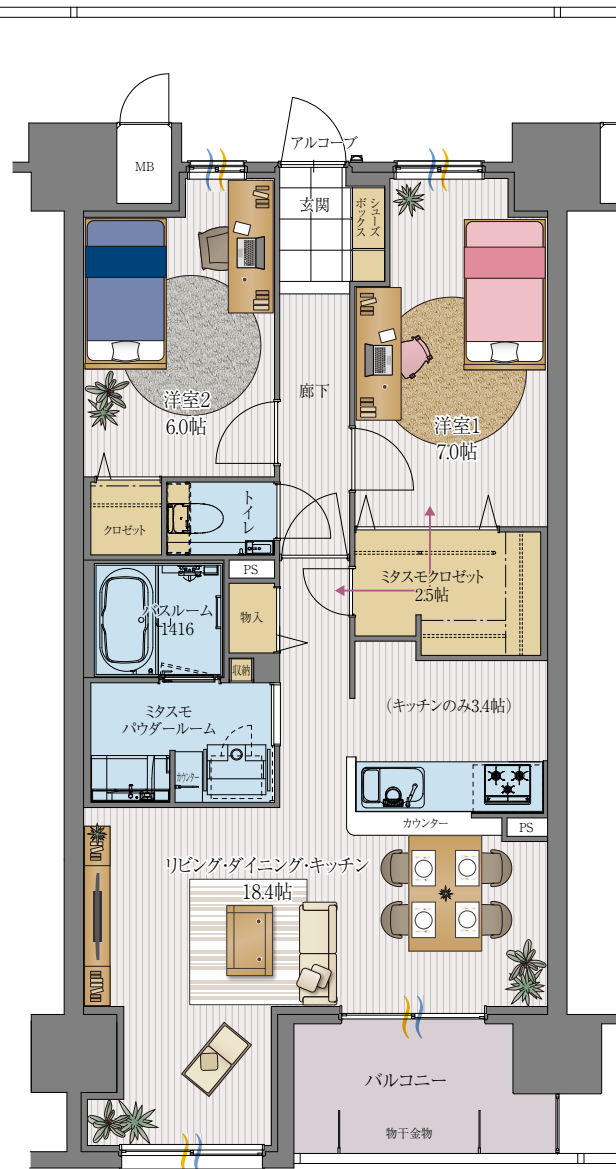 アルコーブ
MB
玄関
シューズ
ボックス
廊下
洋室2
6.0帖
洋室1
7.0帖
クロゼット
トイレ
PS
ミタスモクロゼット
2.5帖
バスルーム
1416
物入
収納
ミタスモ
パウダールーム
カウンター
(キッチンのみ3.4帖)
カウンター
PS
リビング・ダイニング・キッチン
18.4帖
バルコニー
物干金物